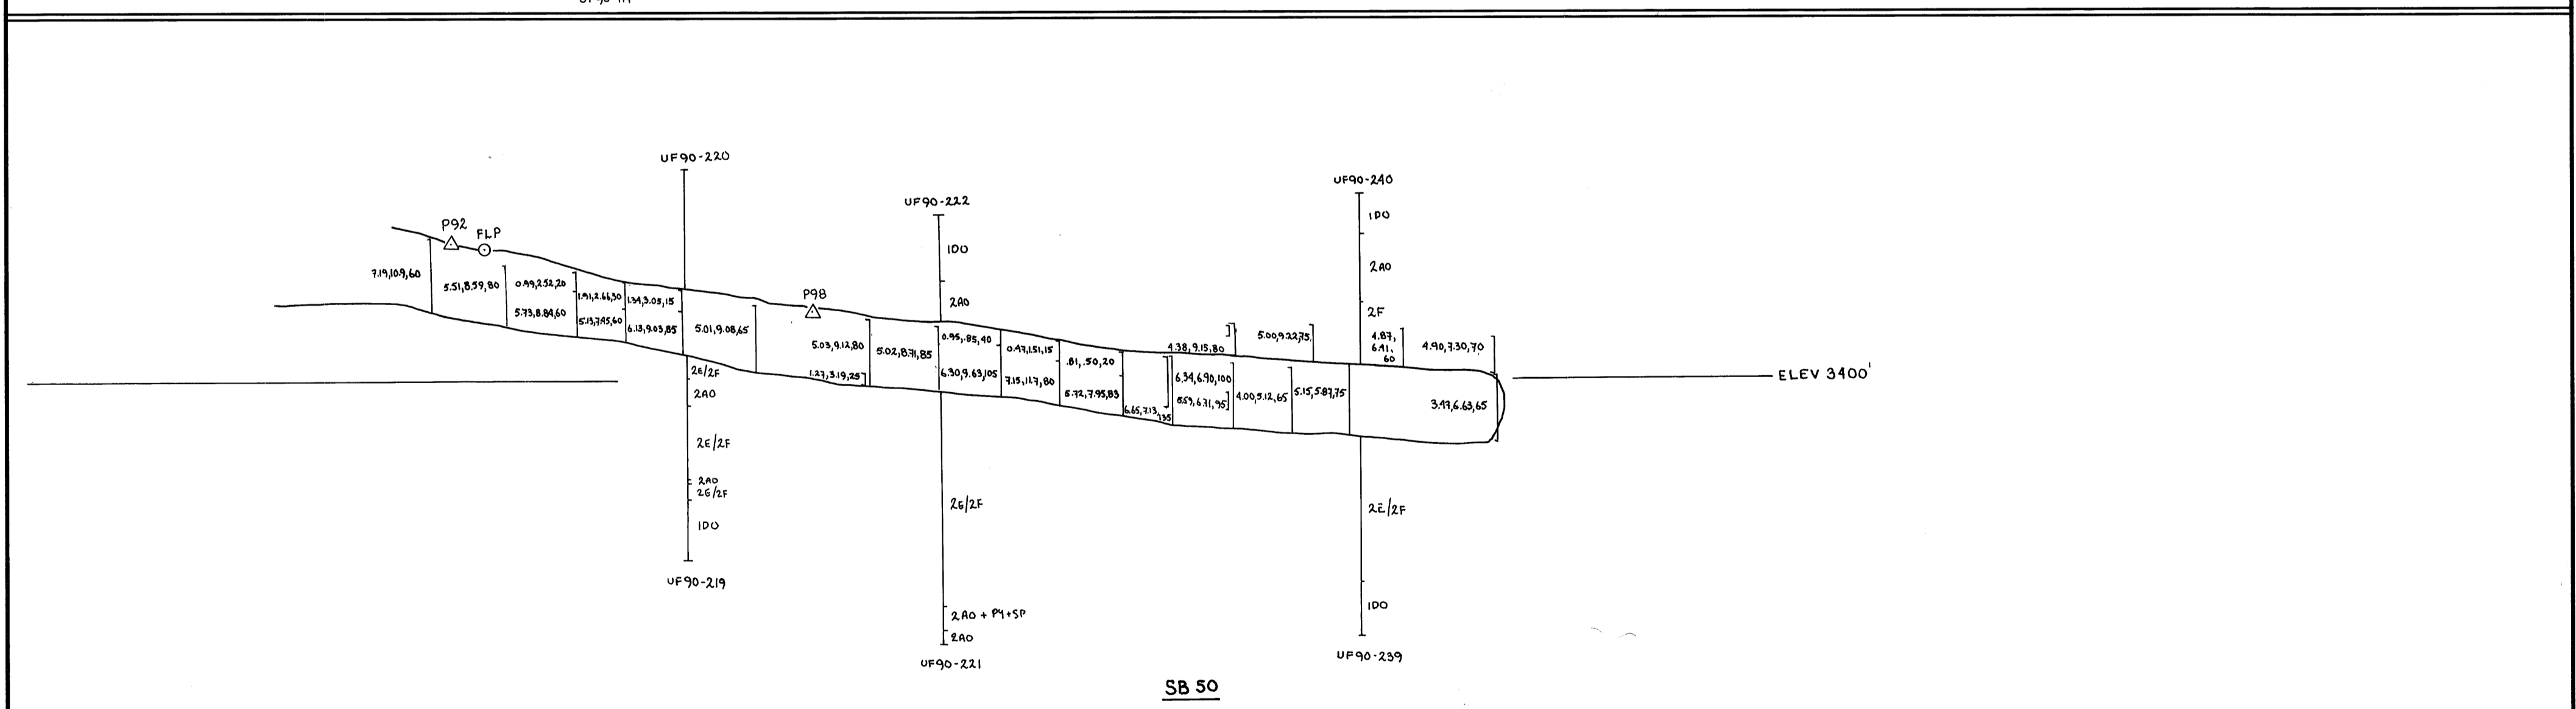 UF90-220
UF90-240
UF90-222
1DO
P92
FLP
1DO
2AO
7.19,10.9,60
5.51,8.59,80
0.99,2.52,20
5.73,8.84,60
1.91,2.66,30
5.13,7.45,60
1.34,3.05,15
6.13,9.03,85
P98
2AO
2F
5.01,9.08,65
5.03,9.12,80
1.27,3.19,25
5.02,8.71,85
0.95,.85,40
6.30,9.63,105
0.47,1.51,15
7.15,11.7,80
.81,.50,20
5.72,7.95,85
6.65,7.13,135
4.38,9.15,80
6.34,6.90,100
6.59,6.71,95
5.00,9.22,75
4.00,5.12,65
5.15,5.87,75
4.87,
6.41,
60
4.90,7.30,70
3.47,6.63,65
ELEV 3400'
2E/2F
2AO
2E/2F
2AO
2E/2F
1DO
UF90-219
2E/2F
2AO + PY+SP
2AO
UF90-221
2E/2F
1DO
UF90-239
SB 50